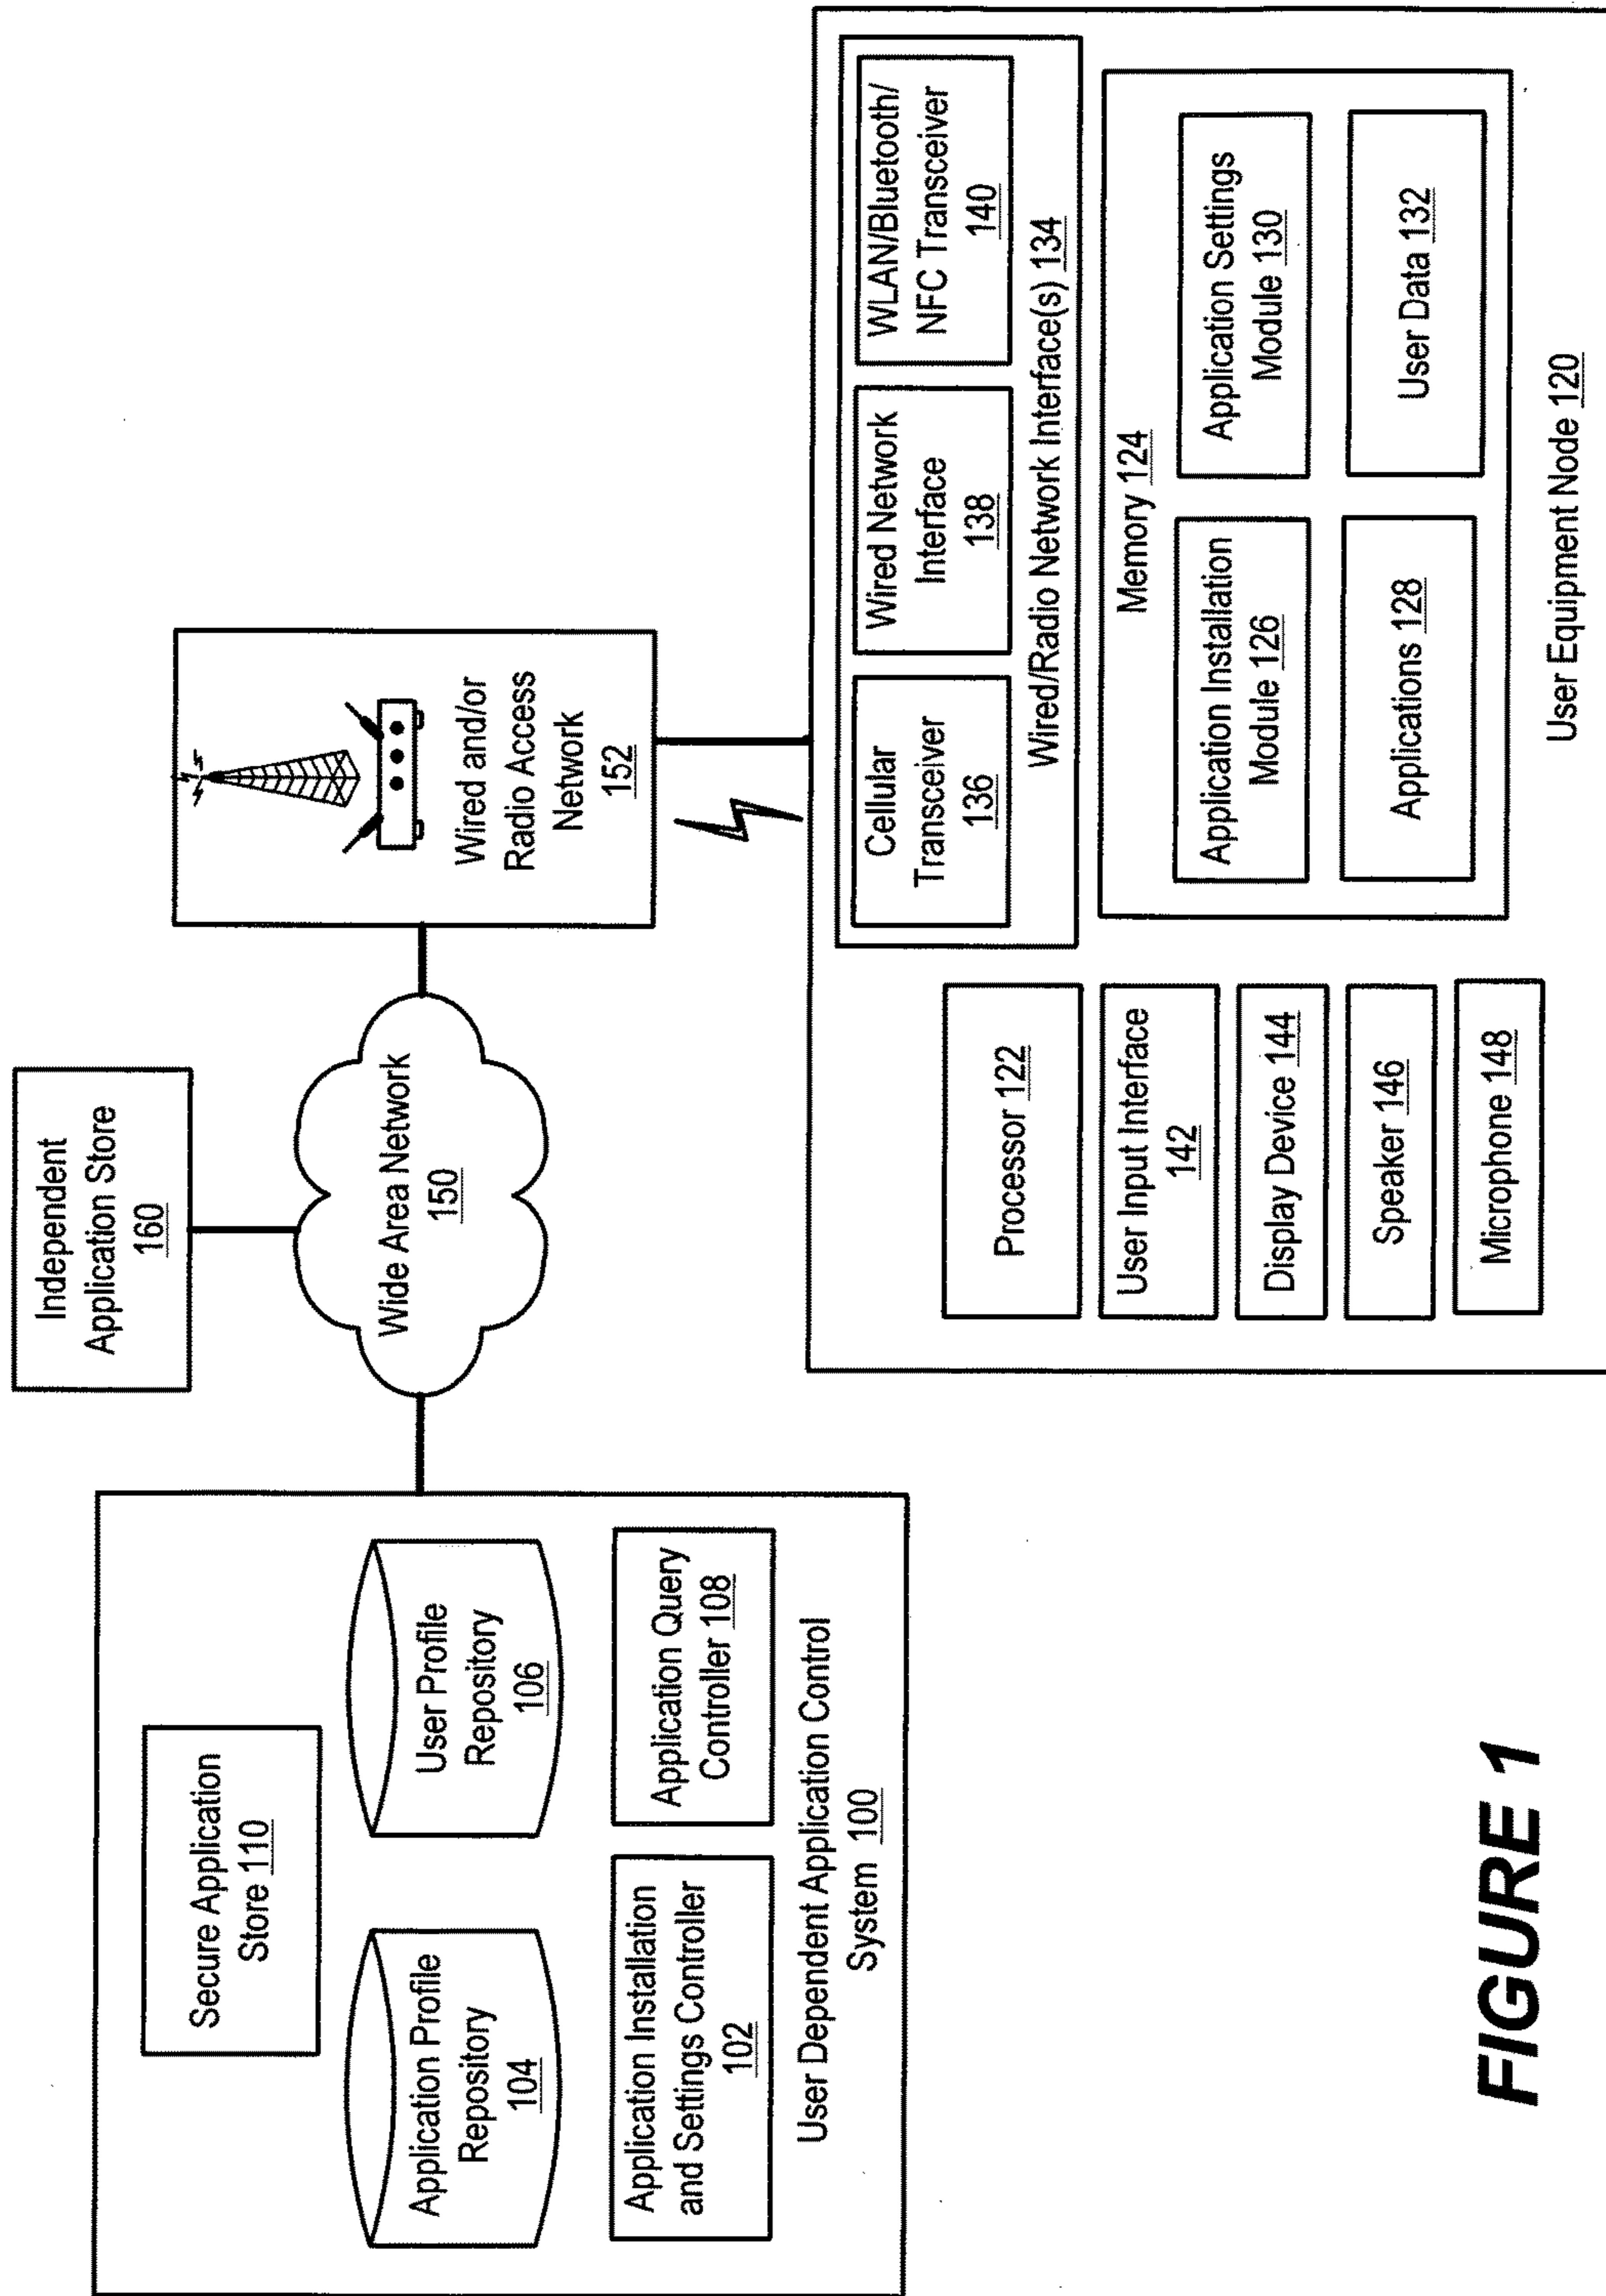 Independent
Application Store
160
Secure Application
Store 110
Application Profile
Repository
104
User Profile
Repository
106
Application Installation
and Settings Controller
102
Application Query
Controller 108
User Dependent Application Control
System 100
Wide Area Network
150
Wired and/or
Radio Access
Network
152
Processor 122
User Input Interface
142
Display Device 144
Speaker 146
Microphone 148
Cellular
Transceiver
136
Wired Network
Interface
138
WLAN/Bluetooth/
NFC Transceiver
140
Wired/Radio Network Interface(s) 134
Memory 124
Application Installation
Module 126
Application Settings
Module 130
Applications 128
User Data 132
User Equipment Node 120
FIGURE 1